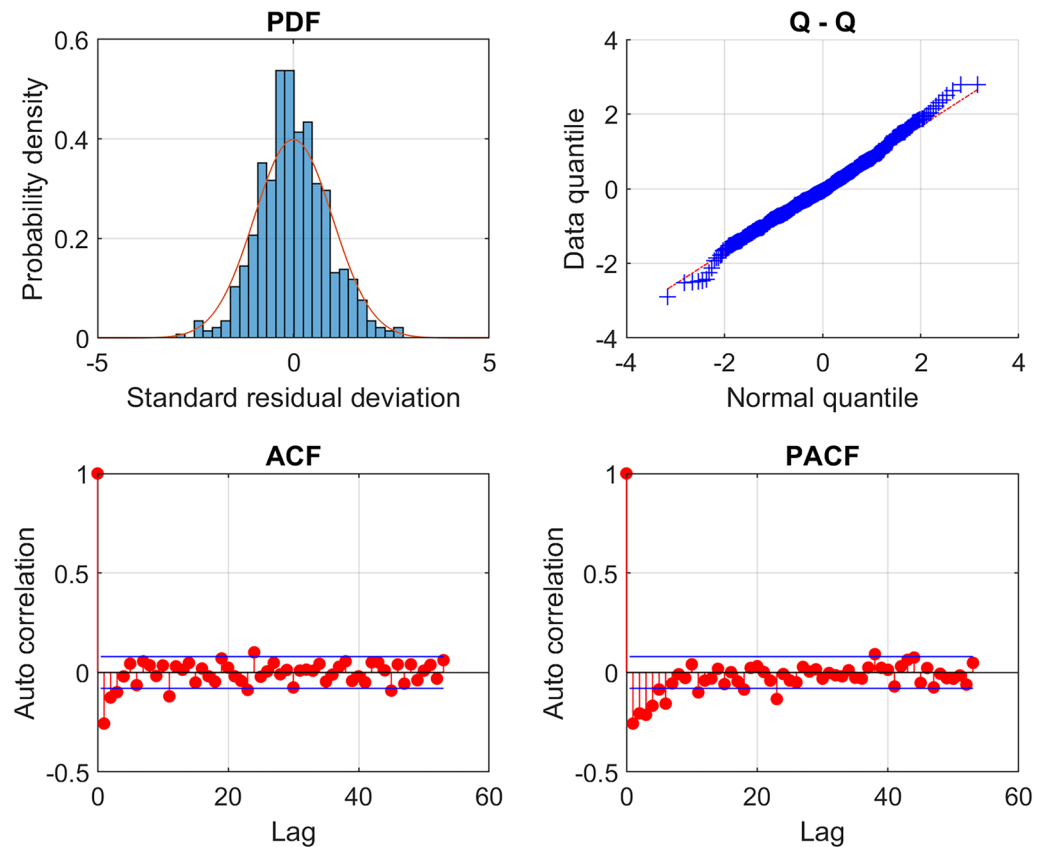 PDF
Probability density
0.6
0.4
0.2
0
-5
0
5
Standard residual deviation
Q - Q
Data quantile
4
2
0
-2
-4
-4
-2
0
2
4
Normal quantile
ACF
Auto correlation
1
0.5
0
-0.5
0
20
40
60
Lag
PACF
Auto correlation
1
0.5
0
-0.5
0
20
40
60
Lag